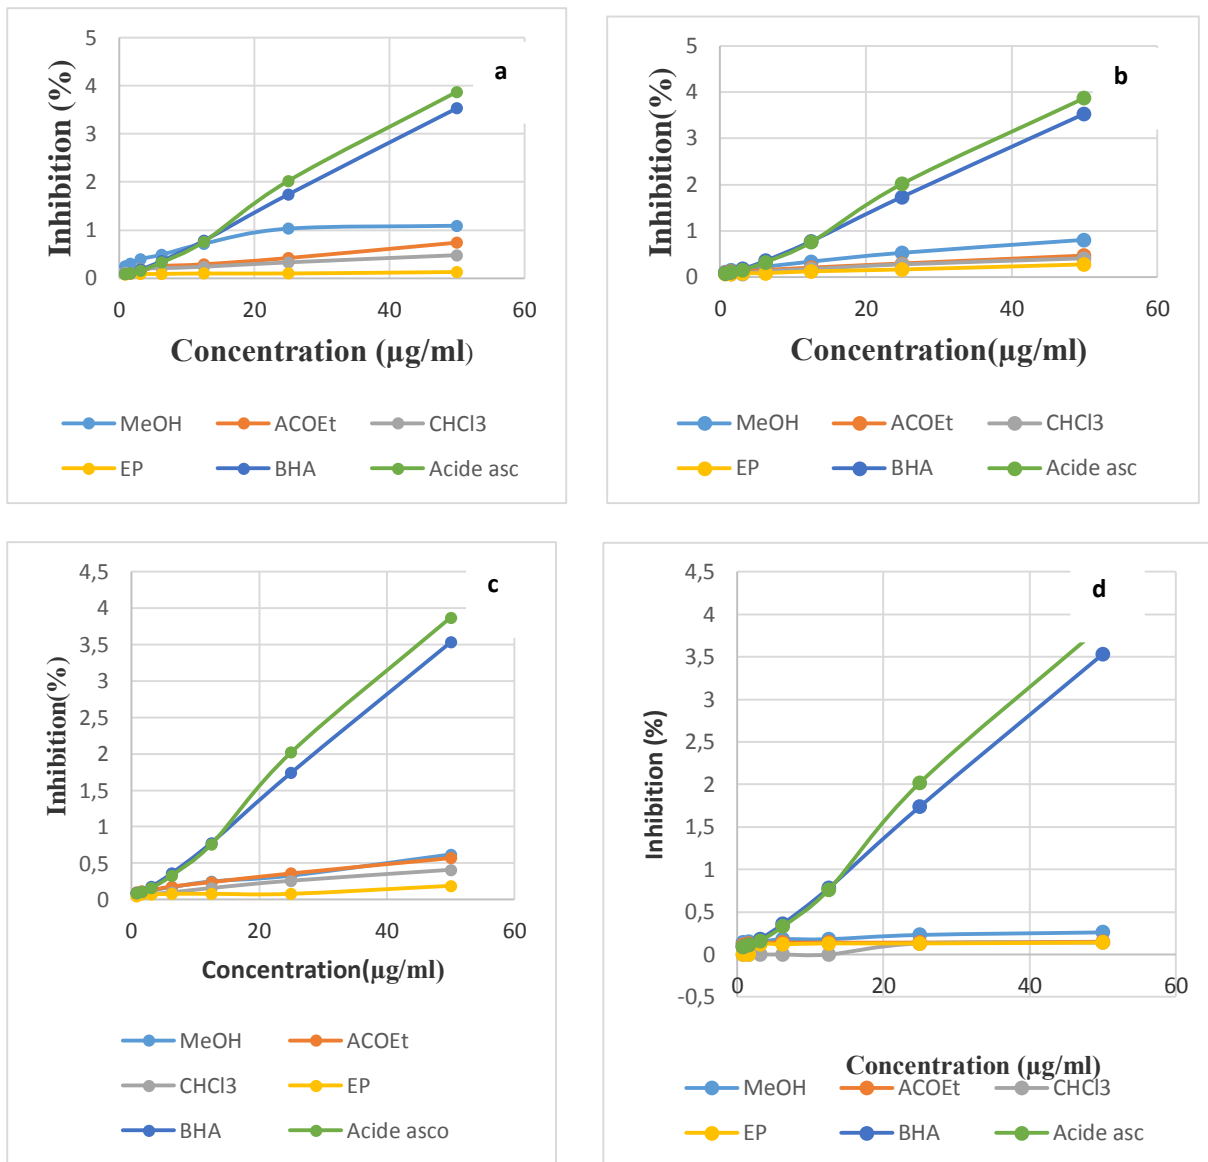 a
Inhibition (%)
5
4
3
2
1
0
0 20 40 60
Concentration (µg/ml)
MeOH ACOEt CHCl3
EP BHA Acide asc
b
Inhibition(%)
5
4
3
2
1
0
0 20 40 60
Concentration(µg/ml)
MeOH ACOEt CHCl3
EP BHA Acide asc
c
Inhibition(%)
4,5
4
3,5
3
2,5
2
1,5
1
0,5
0
0 20 40 60
Concentration(µg/ml)
MeOH ACOEt
CHCl3 EP
BHA Acide asco
d
Inhibition (%)
4,5
4
3,5
3
2,5
2
1,5
1
0,5
0
-0,5
0 20 40 60
Concentration (µg/ml)
MeOH ACOEt CHCl3
EP BHA Acide asc